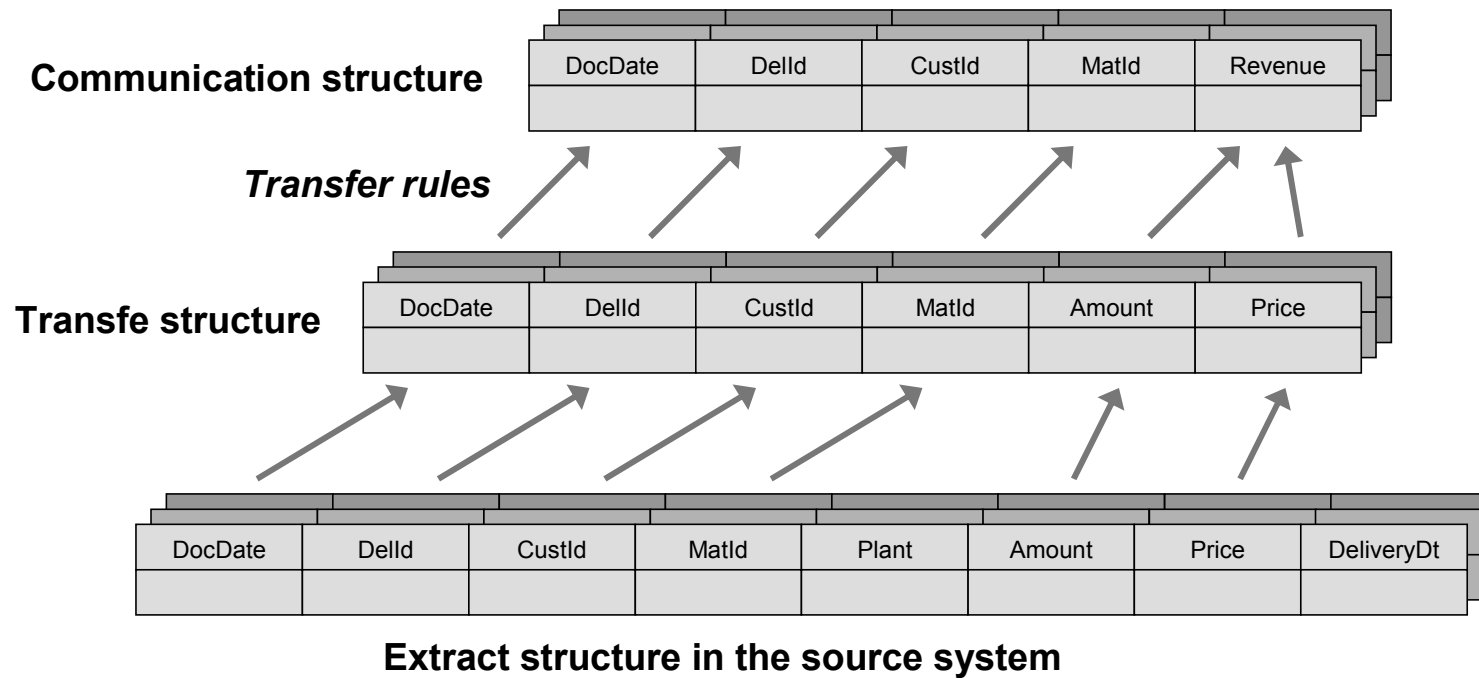 DocDate DelId CustId MatId Revenue
Communication structure
Transfer rules
DocDate DelId CustId MatId Amount Price
Transfe structure
DocDate DelId CustId MatId Plant Amount Price DeliveryDt
Extract structure in the source system